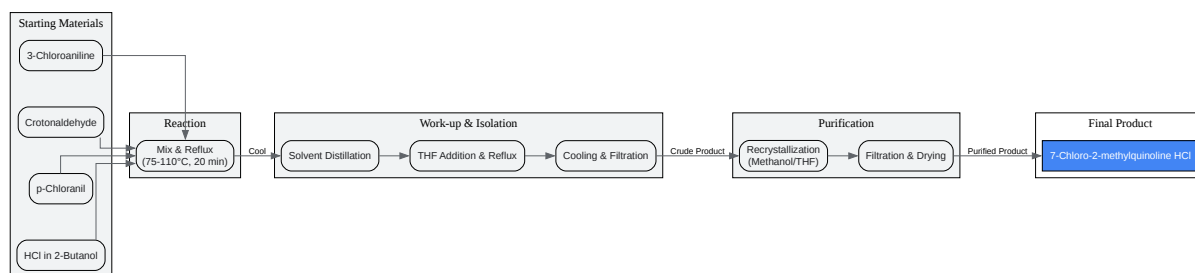 Starting Materials
3-Chloroaniline
Crotonaldehyde
p-Chloranil
HCl in 2-Butanol
Reaction
Mix & Reflux
(75-110°C, 20 min)
Cool
Work-up & Isolation
Solvent Distillation
THF Addition & Reflux
Cooling & Filtration
Crude Product
Purification
Recrystallization
(Methanol/THF)
Filtration & Drying
Purified Product
Final Product
7-Chloro-2-methylquinoline HCl